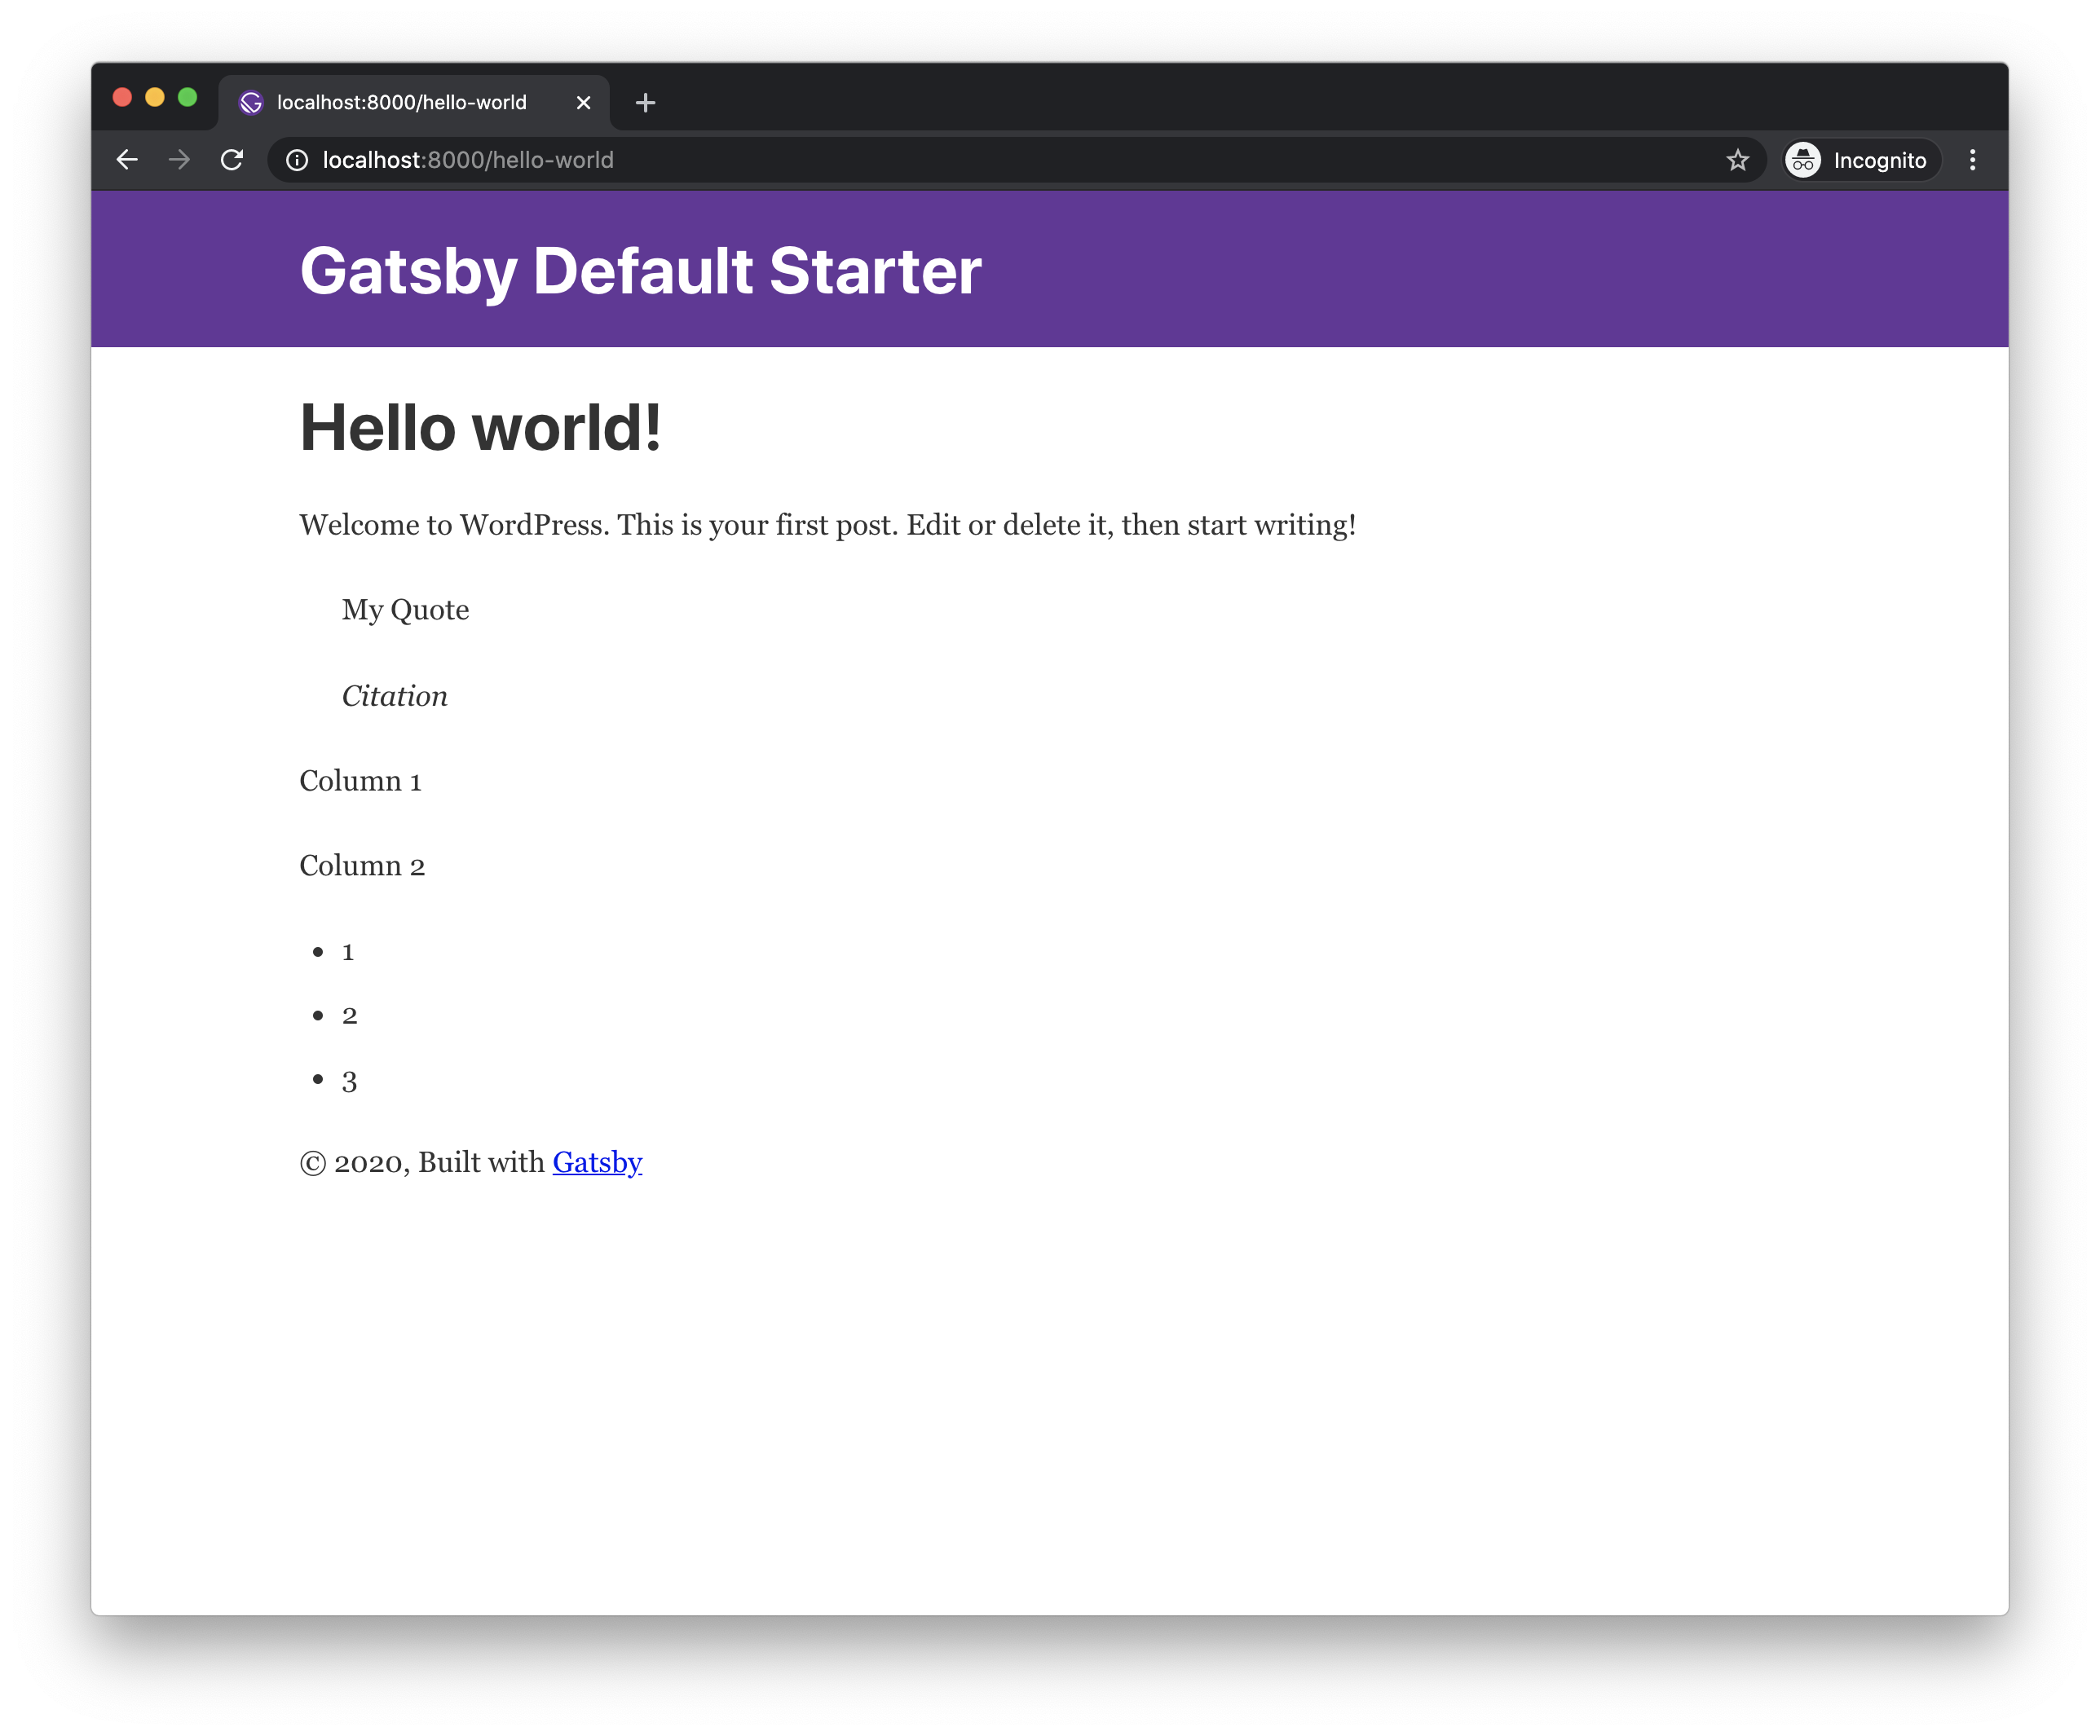 localhost:8000/hello-world
localhost:8000/hello-world
Incognito
Gatsby Default Starter
Hello world!
Welcome to WordPress. This is your first post. Edit or delete it, then start writing!
My Quote
Citation
Column 1
Column 2
1
2
3
© 2020, Built with Gatsby